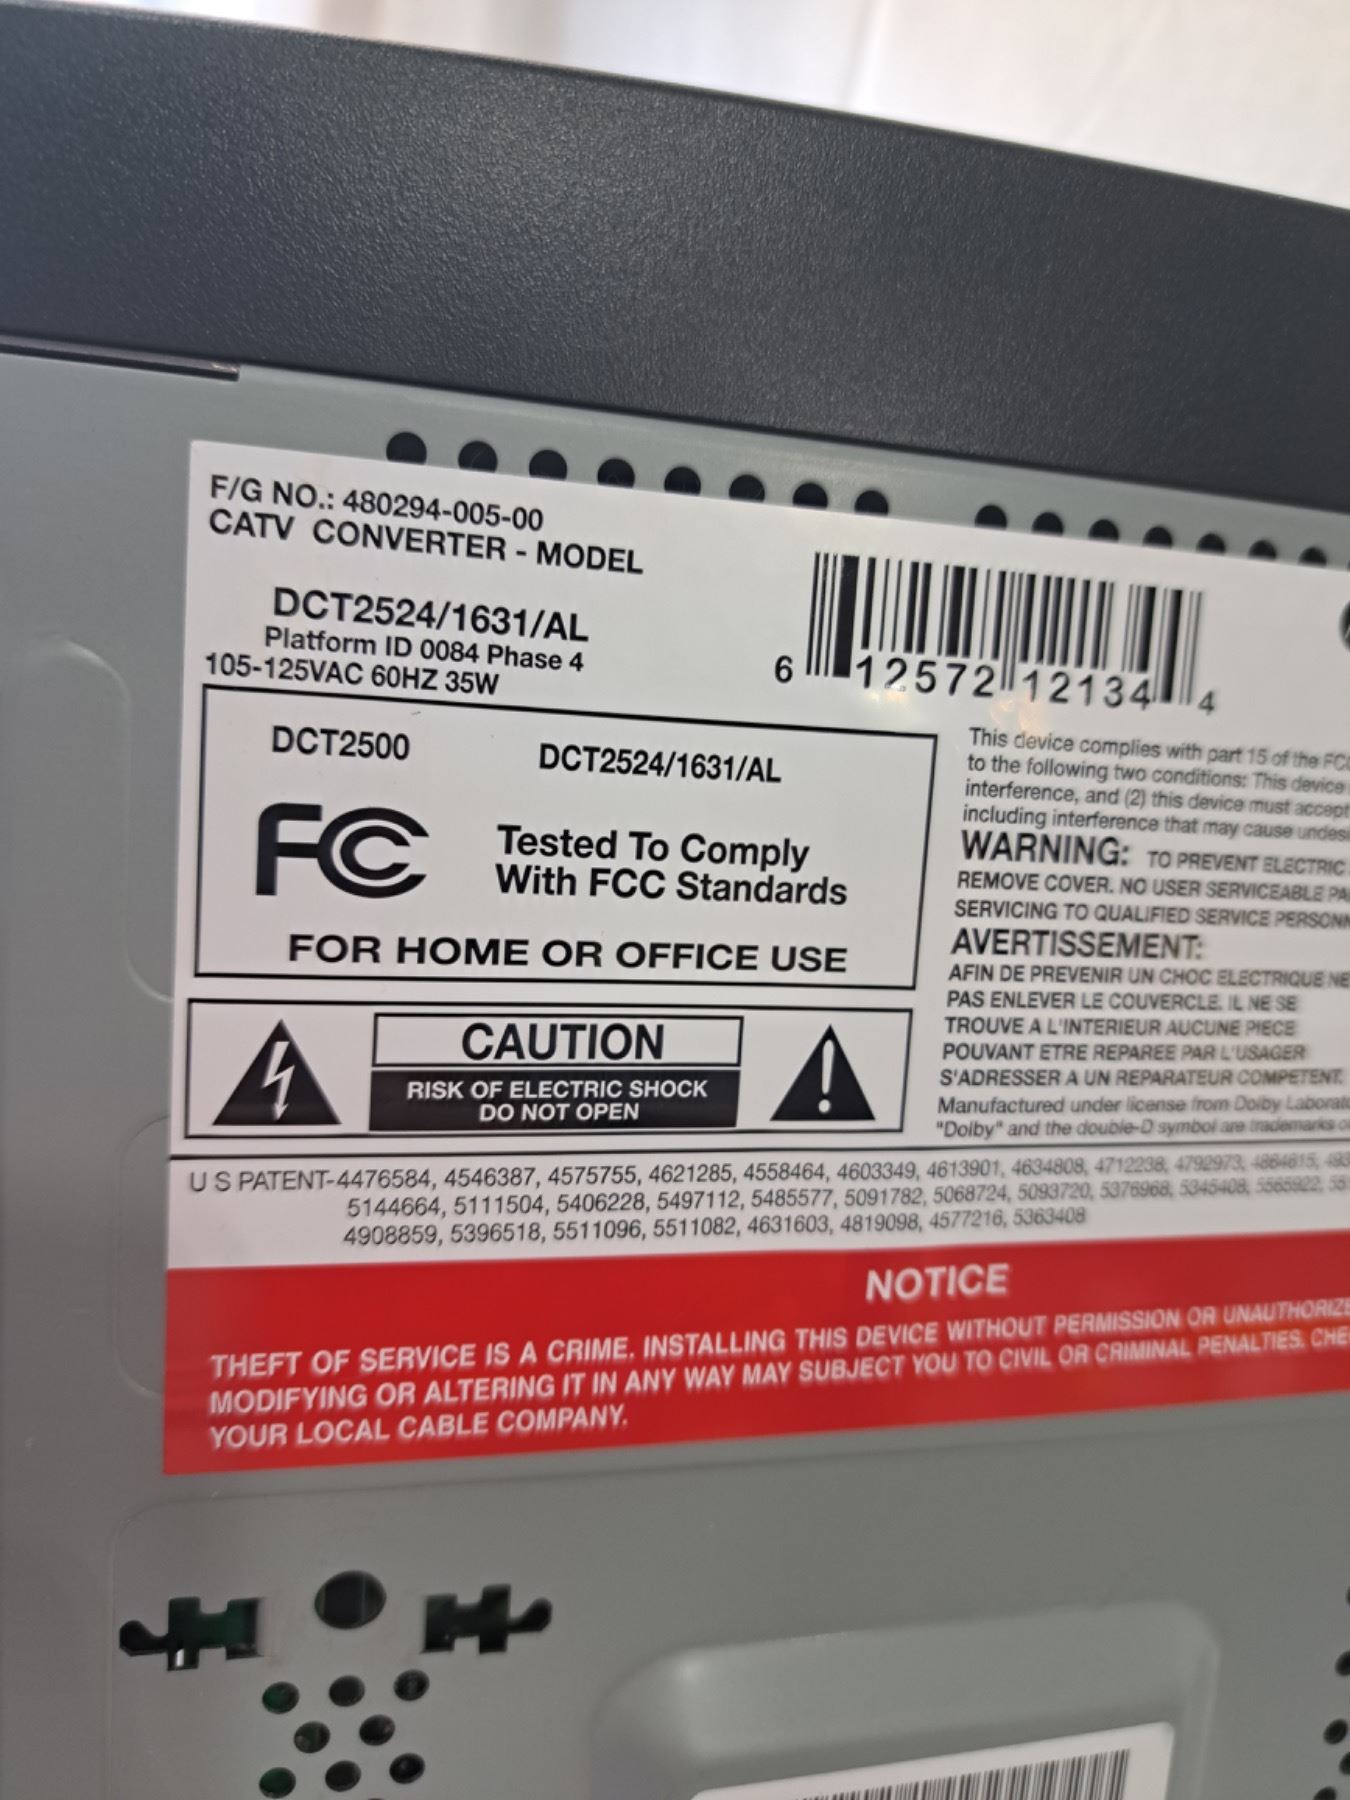 F/G NO.: 480294-005-00
CATV CONVERTER - MODEL
DCT2524/1631/AL
Platform ID 0084 Phase 4
105-125VAC 60HZ 35W
6 12572 12134 4
DCT2500 DCT2524/1631/AL
FC
Tested To Comply
With FCC Standards
FOR HOME OR OFFICE USE
CAUTION
RISK OF ELECTRIC SHOCK
DO NOT OPEN
This device complies with part 15 of the FCC
to the following two conditions: This device
interference, and (2) this device must accept
including interference that may cause
WARNING: TO PREVENT ELECTRIC
REMOVE COVER. NO USER SERVICEABLE
SERVICING TO QUALIFIED SERVICE
AVERTISSEMENT:
AFIN DE PREVENIR UN CHOC ELECTRIQUE NE
PAS ENLEVER LE COUVERCLE. IL NE SE
TROUVE A L'INTERIEUR AUCUNE PIECE
POUVANT ETRE REPAREE PAR L'USAGER
S'ADRESSER A UN REPARATEUR COMPETENT.
Manufactured under license from Dolby
"Dolby" and the double-D symbol are trademarks
U S PATENT-4476584, 4546387, 4575755, 4621285, 4558464, 4603349, 4613901, 4634808, 4712238, 4792973, 4864615,
5144664, 5111504, 5406228, 5497112, 5485577, 5091782, 5068724, 5093720, 5376968, 5345408, 5565922,
4908859, 5396518, 5511096, 5511082, 4631603, 4819098, 4577216, 5363408
NOTICE
THEFT OF SERVICE IS A CRIME. INSTALLING THIS DEVICE WITHOUT PERMISSION OR
MODIFYING OR ALTERING IT IN ANY WAY MAY SUBJECT YOU TO CIVIL OR CRIMINAL PENALTIES.
YOUR LOCAL CABLE COMPANY.